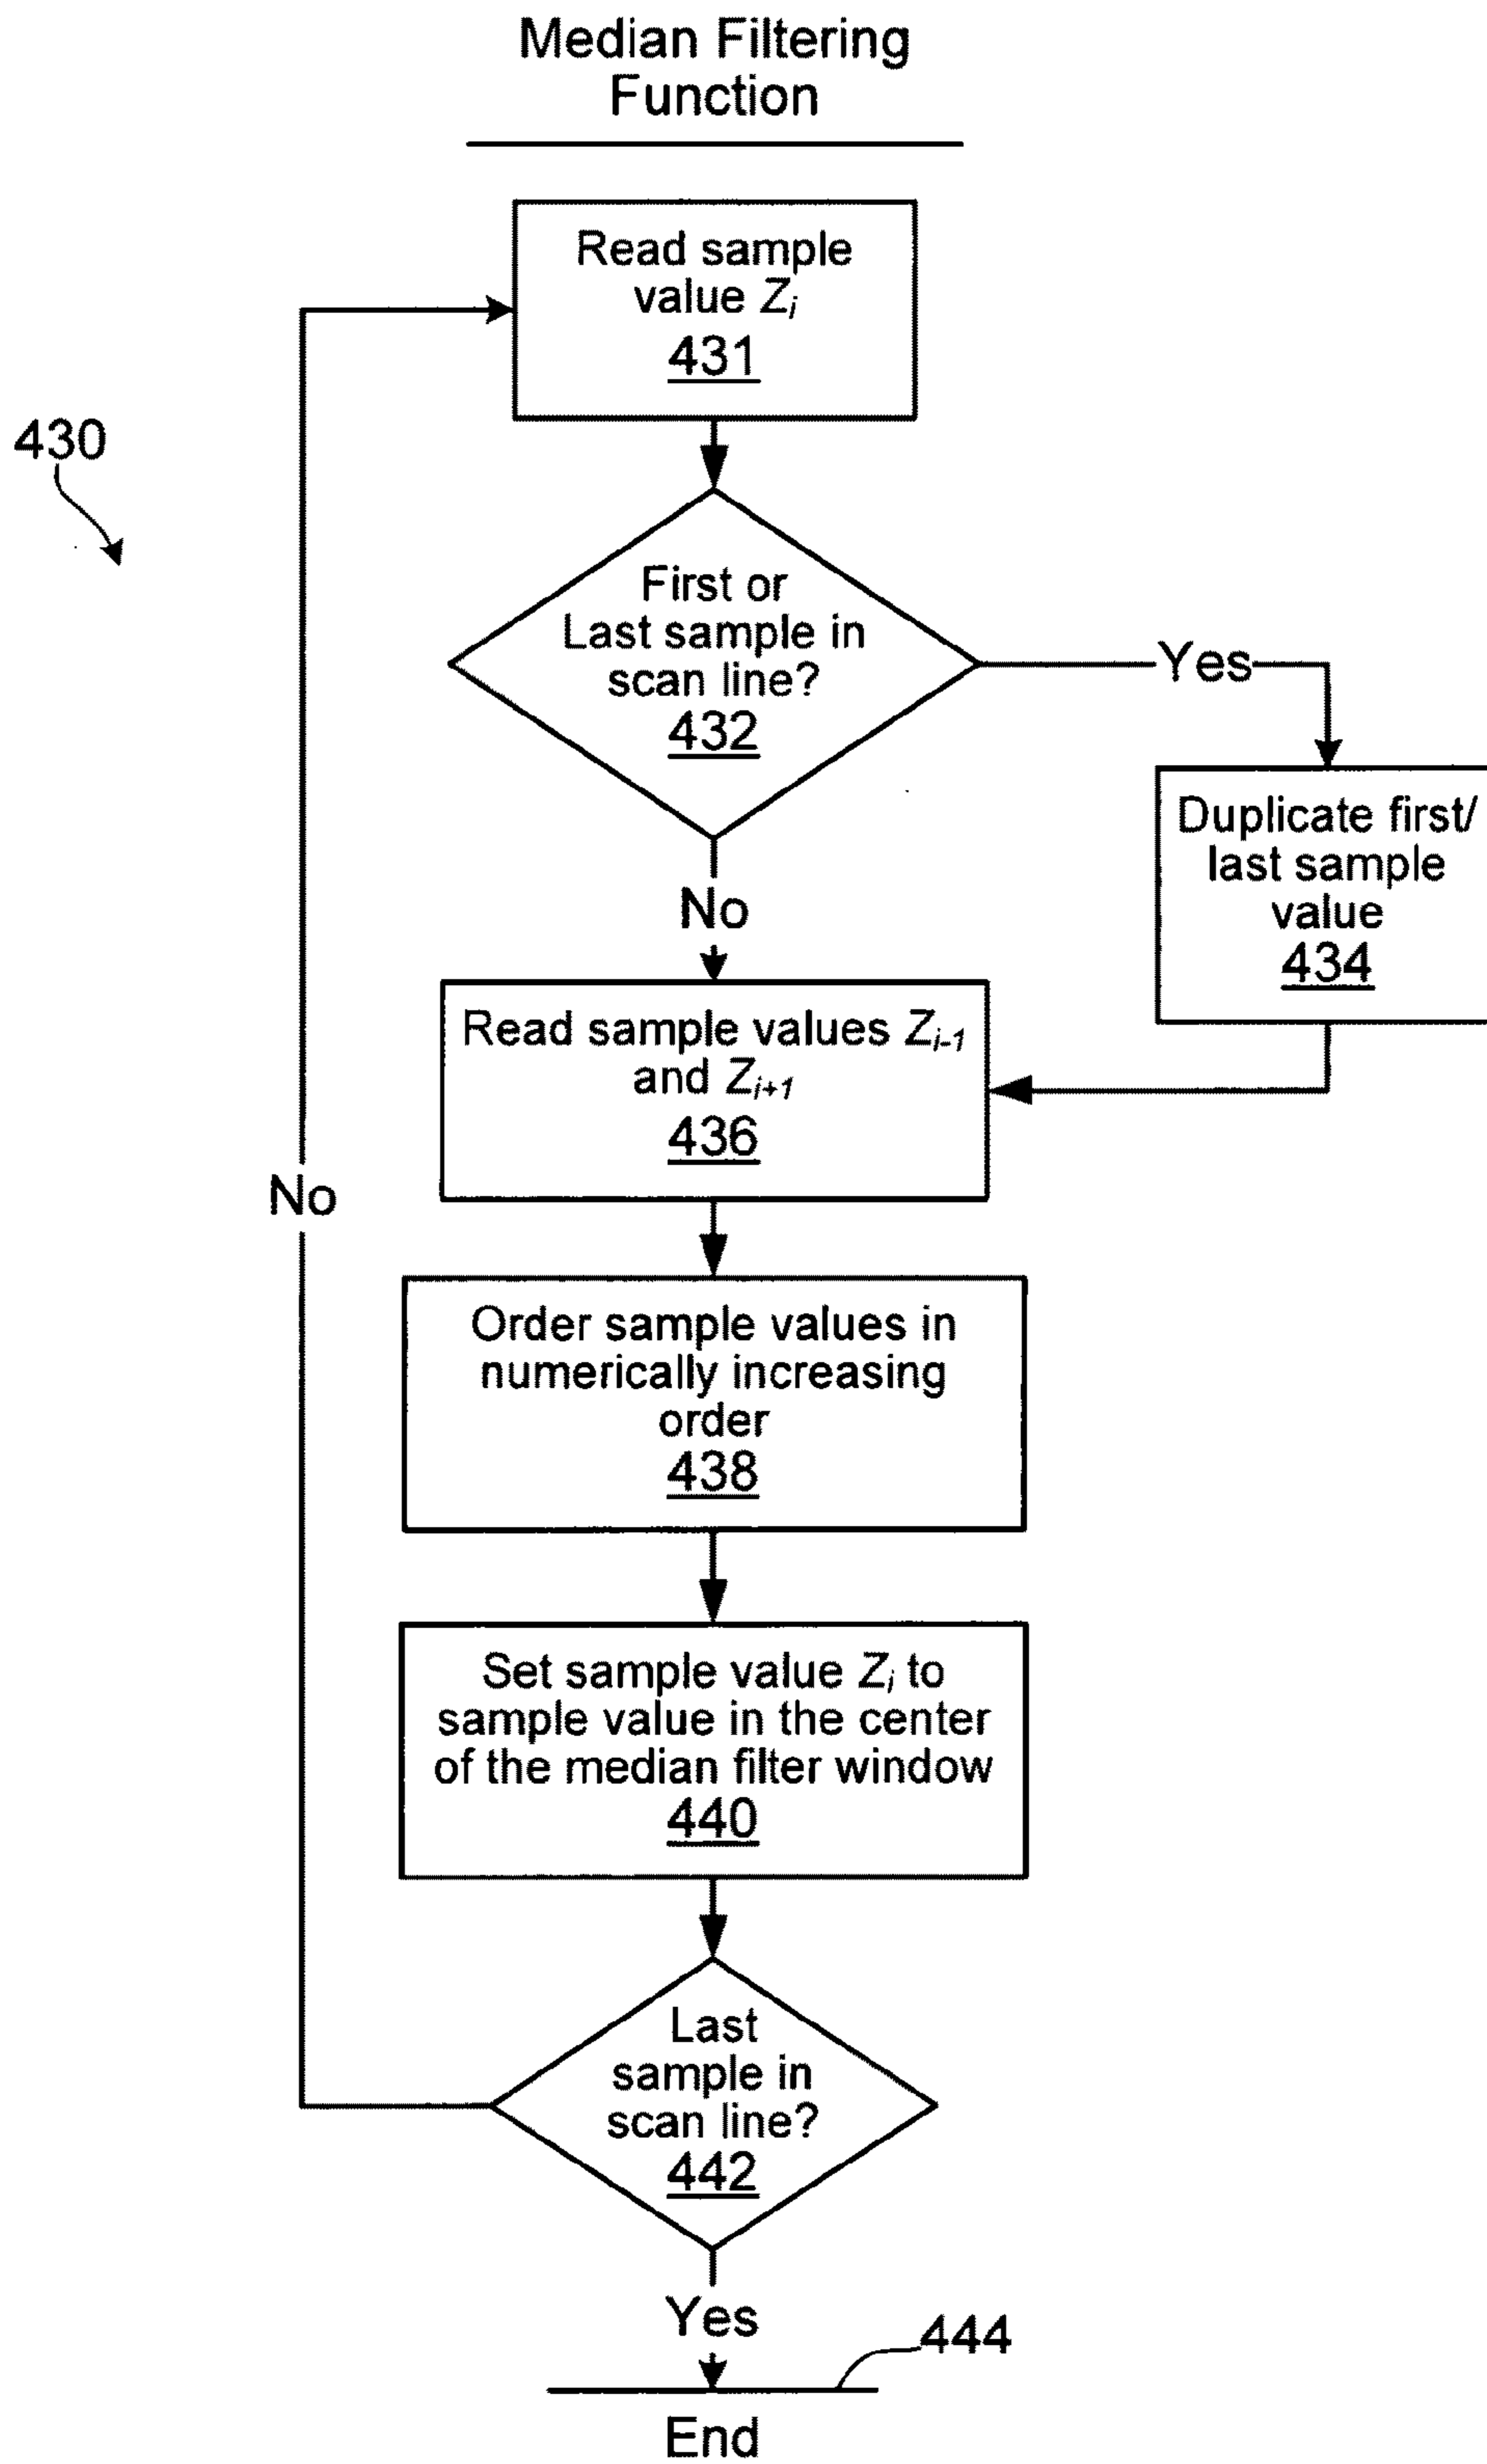 Median Filtering
Function
Read sample
value Zi
431
430
First or
Last sample in
scan line?
432
Yes
Duplicate first/
last sample
value
434
No
Read sample values Zi-1
and Zi+1
436
No
Order sample values in
numerically increasing
order
438
Set sample value Zi to
sample value in the center
of the median filter window
440
Last
sample in
scan line?
442
Yes
444
End